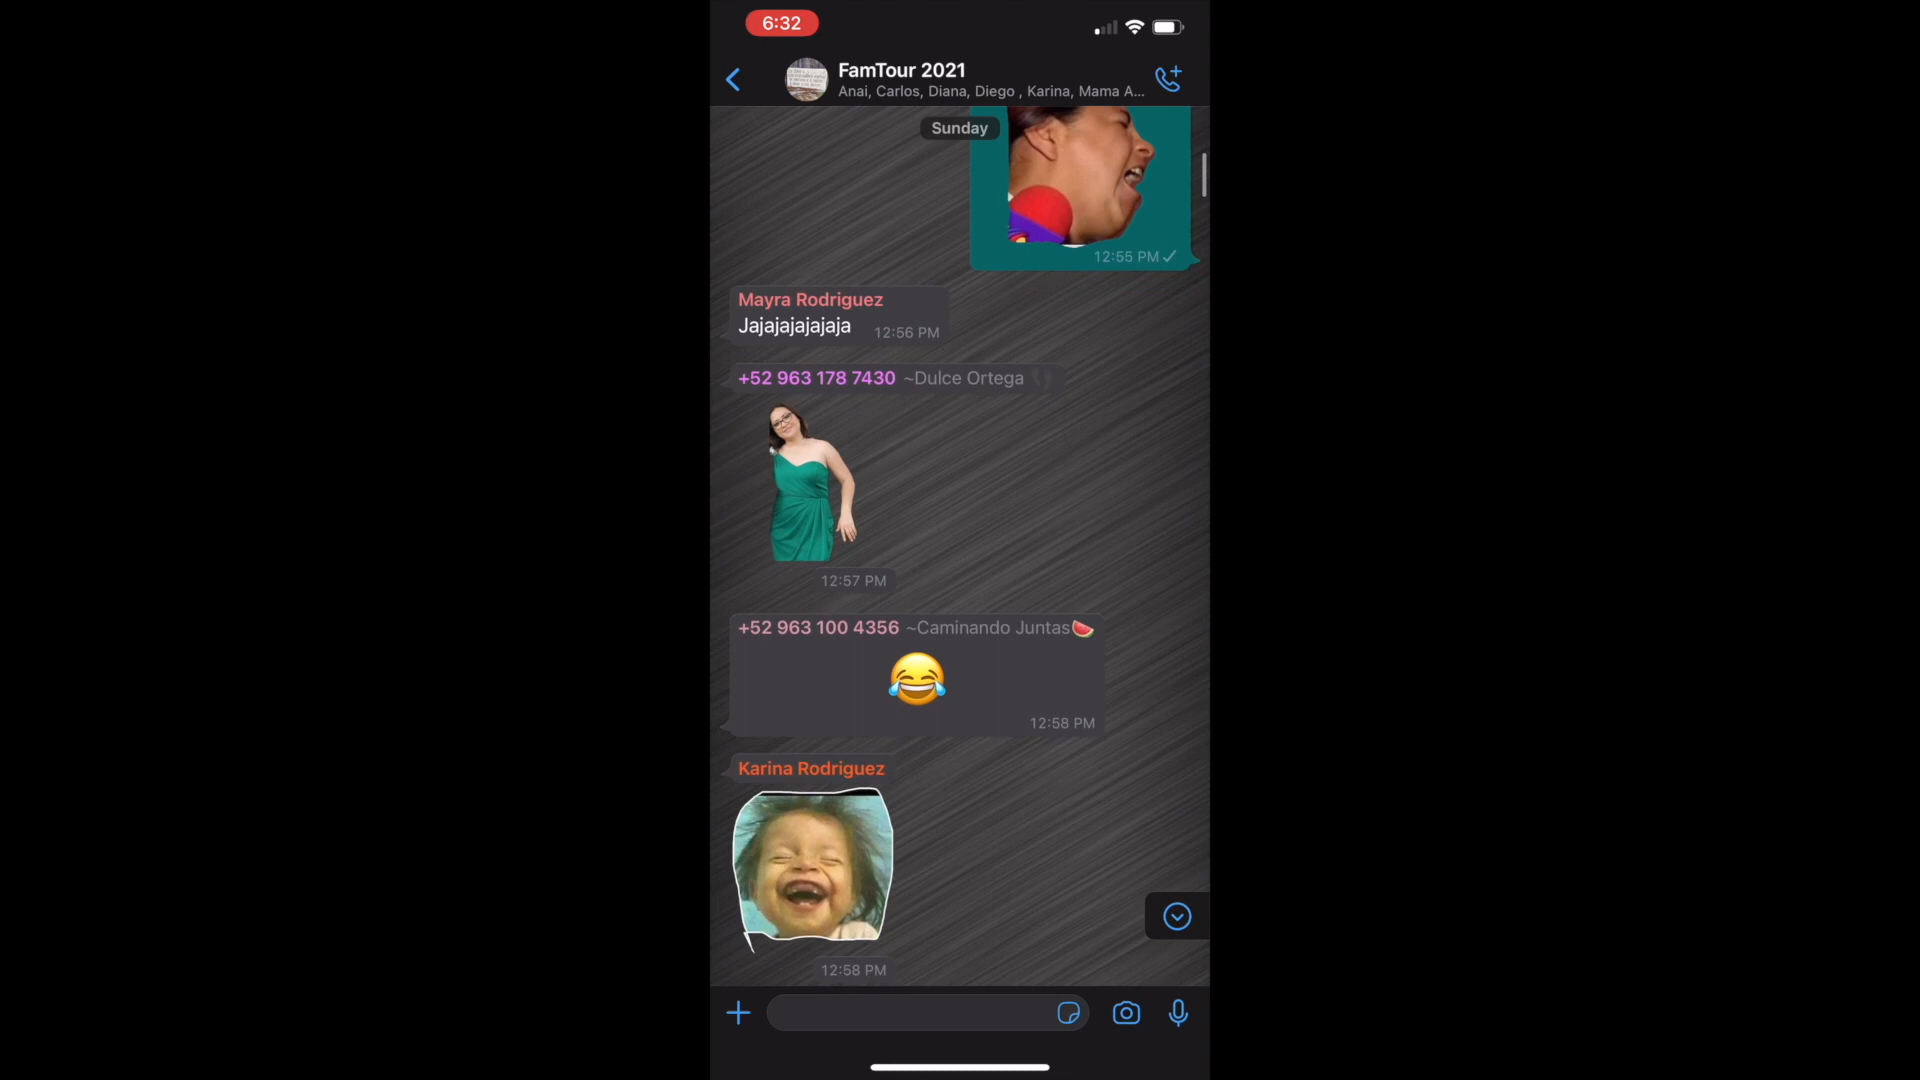 6:32
FamTour 2021
Anai, Carlos, Diana, Diego , Karina, Mama A...
Sunday
12:55 PM
Mayra Rodriguez
Jajajajajajaja
12:56 PM
+52 963 178 7430 ~Dulce Ortega
12:57 PM
+52 963 100 4356 ~Caminando Juntas🍉
😂
12:58 PM
Karina Rodriguez
12:58 PM